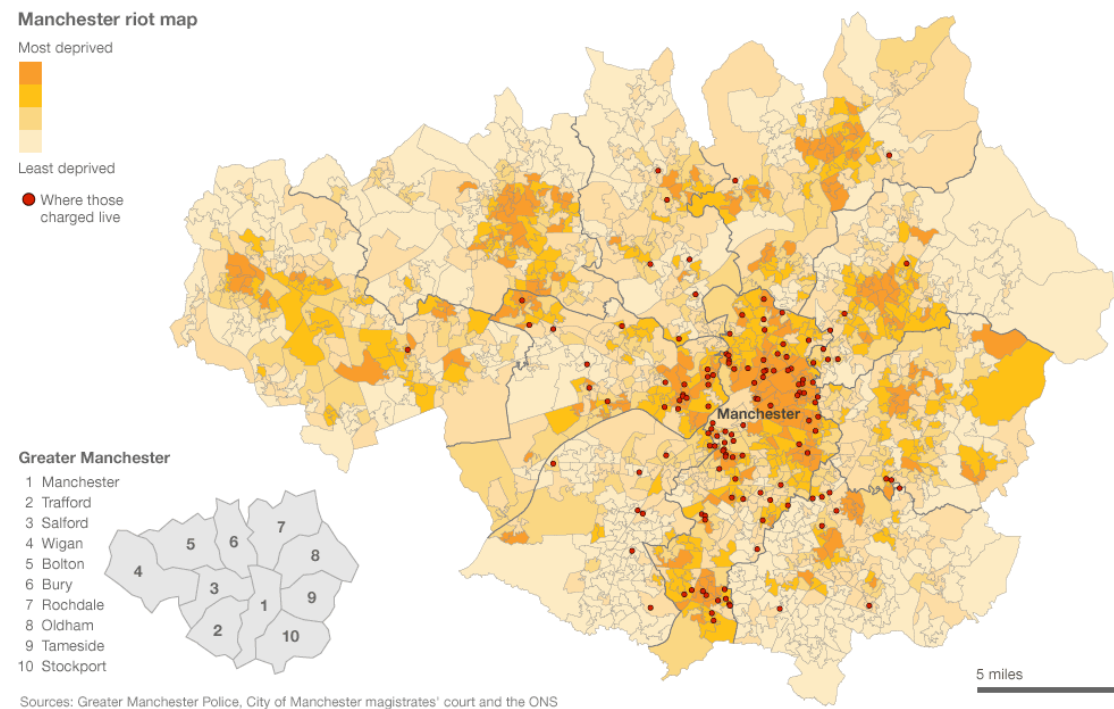 Manchester riot map
Most deprived
Least deprived
Where those
charged live
Manchester
Greater Manchester
1 Manchester
2 Trafford
3 Salford
4 Wigan
5 Bolton
6 Bury
7 Rochdale
8 Oldham
9 Tameside
10 Stockport
7
5
6
8
4
3
9
1
2
10
5 miles
Sources: Greater Manchester Police, City of Manchester magistrates' court and the ONS